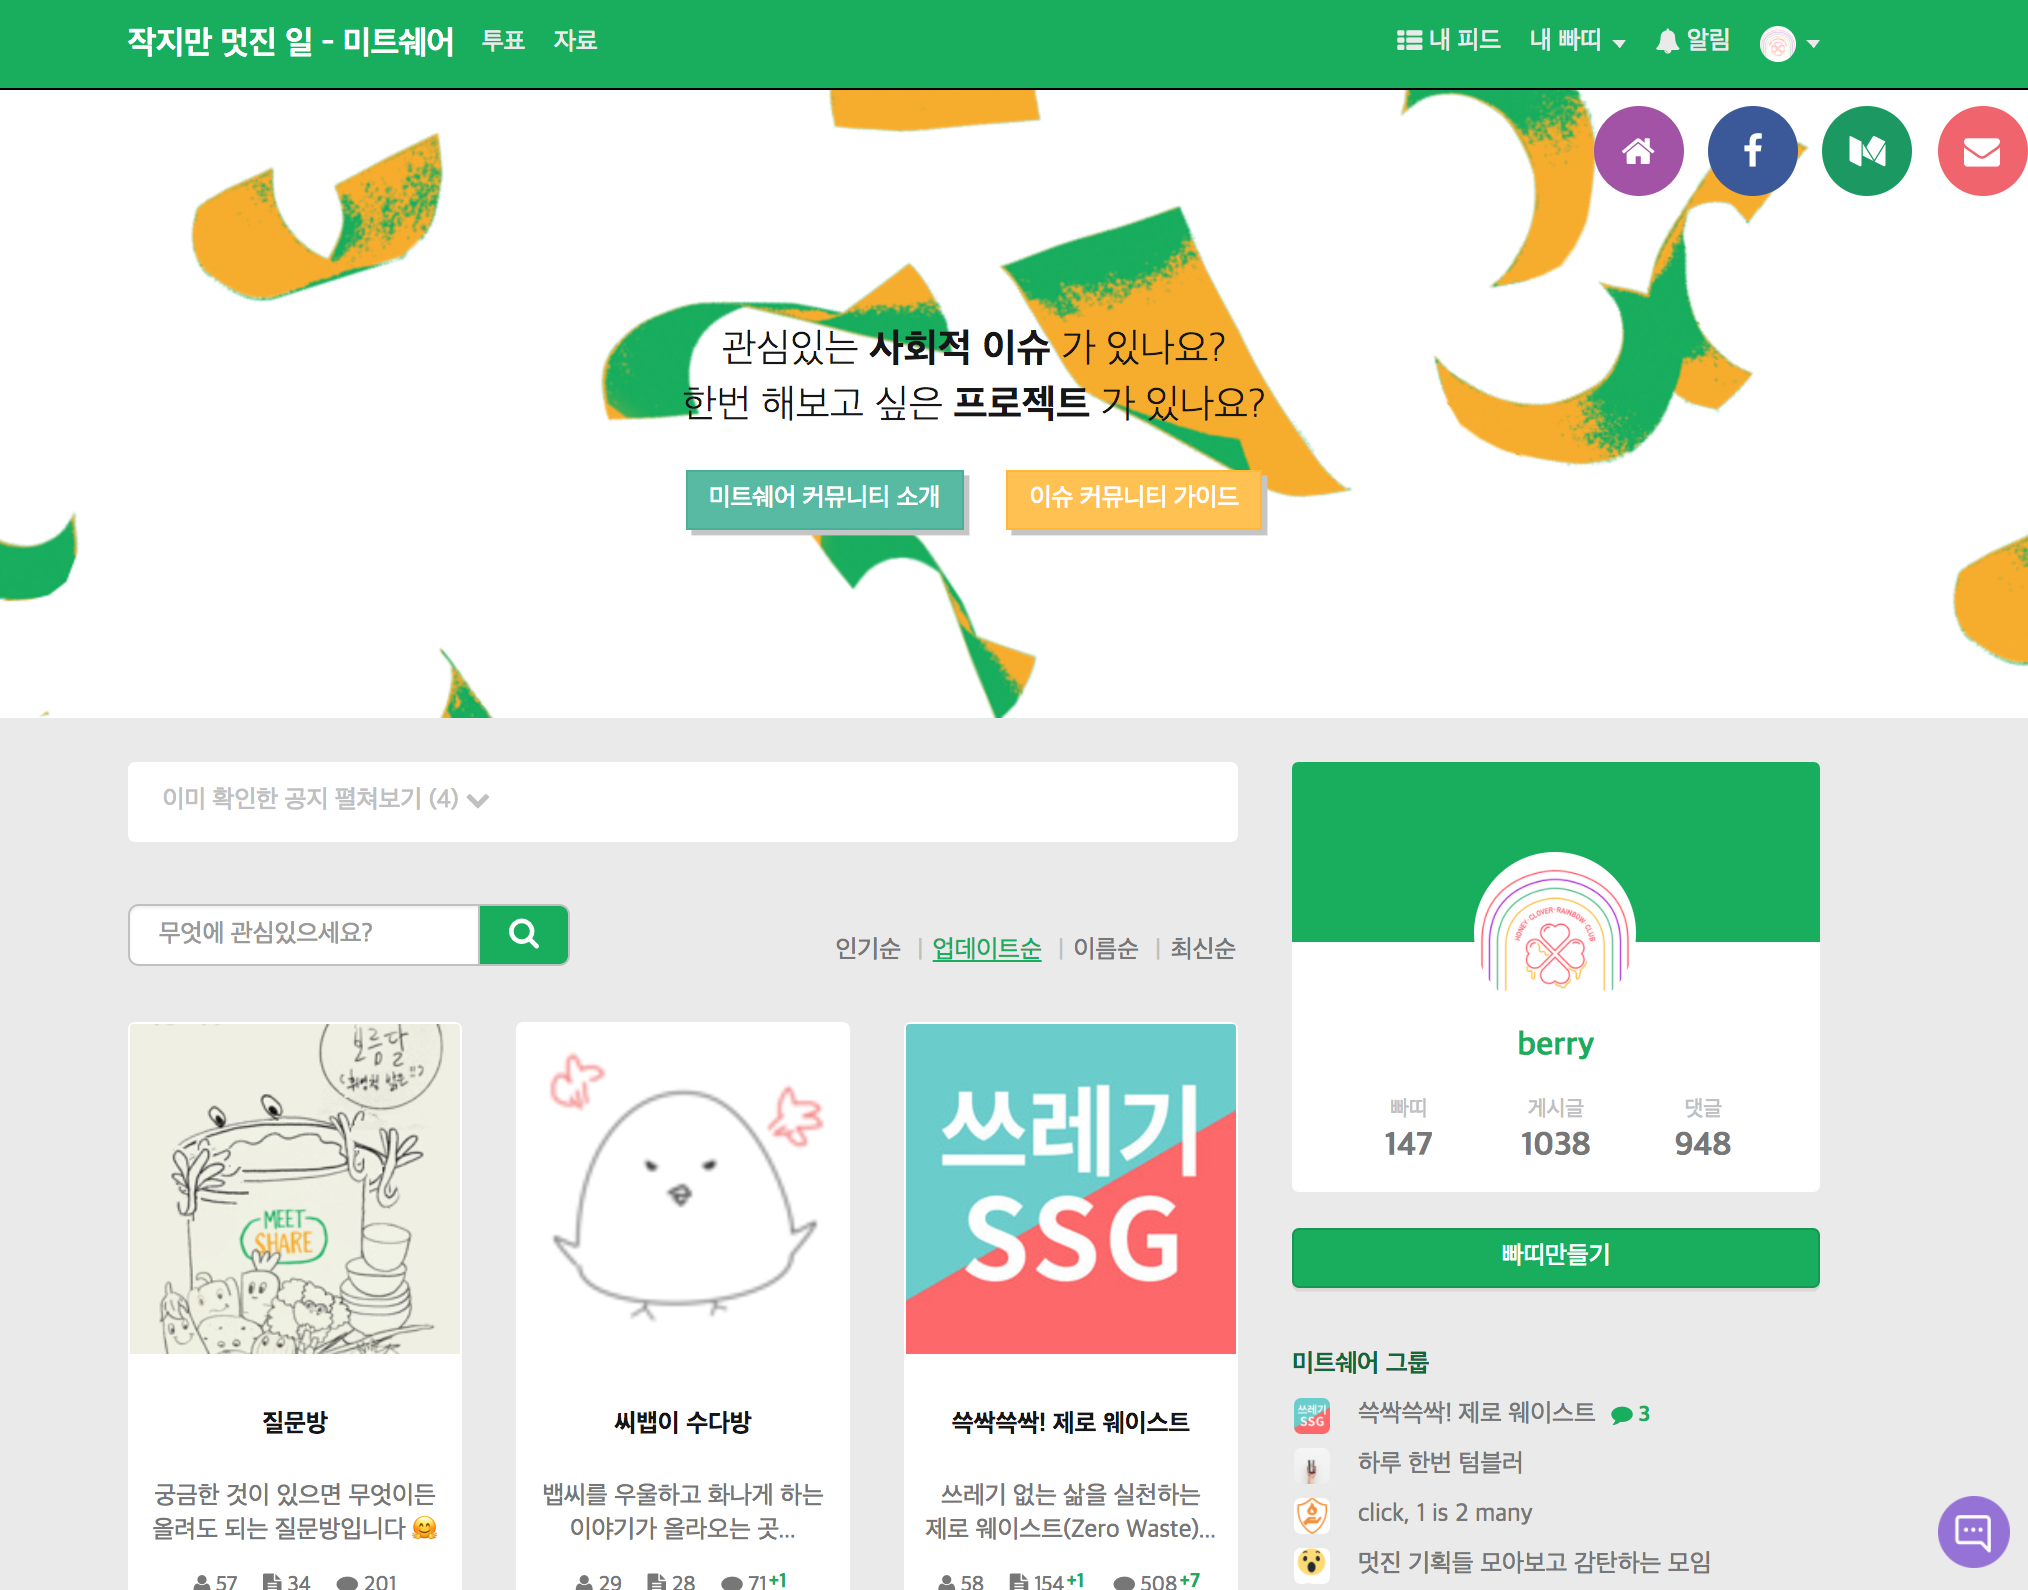 작지만 멋진 일 - 미트쉐어 투표 자료 내 피드 내 빠띠 알림
관심있는 사회적 이슈 가 있나요?
한번 해보고 싶은 프로젝트 가 있나요?
미트쉐어 커뮤니티 소개 이슈 커뮤니티 가이드
이미 확인한 공지 펼쳐보기 (4)
무엇에 관심있으세요?
인기순 | 업데이트순 | 이름순 | 최신순
보름달
MEET
SHARE
질문방
궁금한 것이 있으면 무엇이든
올려도 되는 질문방입니다 🤗
57 34 201
씨뱁이 수다방
뱁씨를 우울하고 화나게 하는
이야기가 올라오는 곳...
29 28 71+1
쓰레기
SSG
쓱싹쓱싹! 제로 웨이스트
쓰레기 없는 삶을 실천하는
제로 웨이스트(Zero Waste)...
58 154+1 508+7
HONEY·CLOVER·RAINBOW·CLUB
berry
빠띠 게시글 댓글
147 1038 948
빠띠만들기
미트쉐어 그룹
쓰레기
SSG
쓱싹쓱싹! 제로 웨이스트 3
하루 한번 텀블러
click, 1 is 2 many
멋진 기획들 모아보고 감탄하는 모임